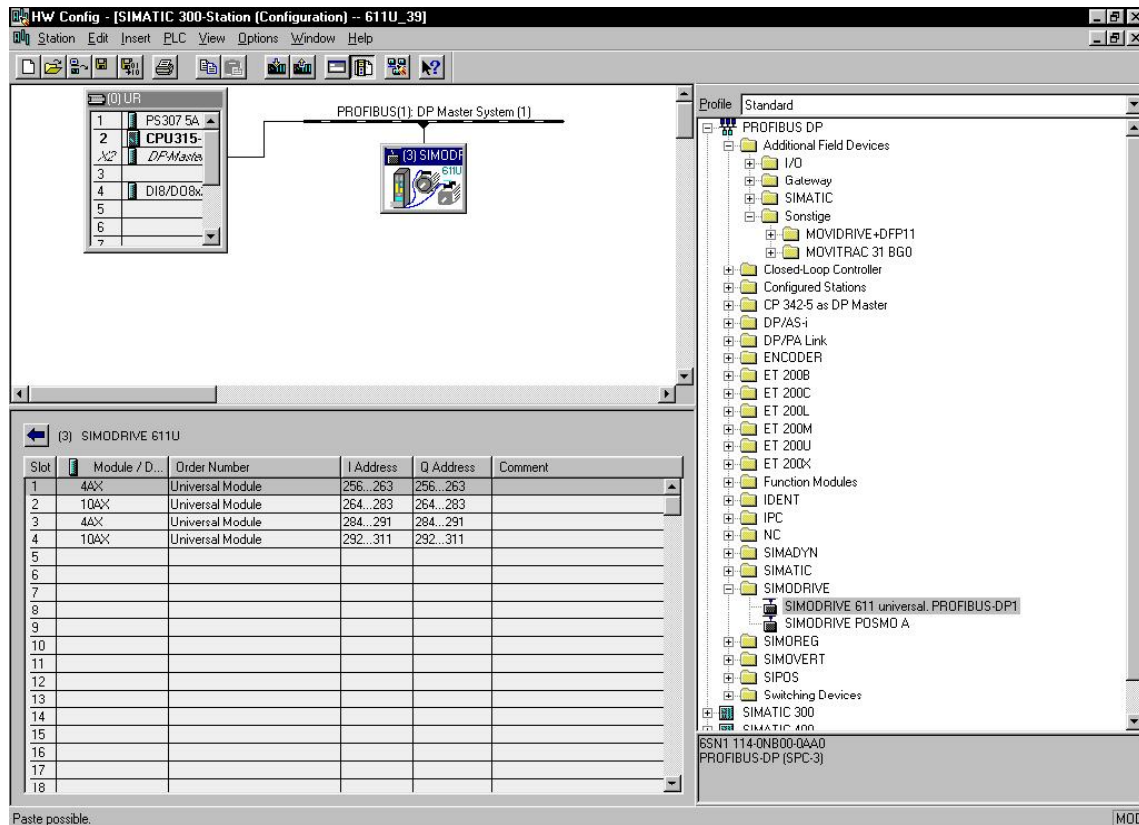 HW Config - [SIMATIC 300-Station (Configuration) -- 611U_39]
Station Edit Insert PLC View Options Window Help
(0) UR
1 PS307 5A
2 CPU315-
X2 DP-Master
3
4 DI8/DO8x
5
6
7
PROFIBUS(1): DP Master System (1)
(3) SIMODR
611U
(3) SIMODRIVE 611U
Slot Module / D... Order Number I Address Q Address Comment
1 4AX Universal Module 256...263 256...263
2 10AX Universal Module 264...283 264...283
3 4AX Universal Module 284...291 284...291
4 10AX Universal Module 292...311 292...311
5
6
7
8
9
10
11
12
13
14
15
16
17
18
Profile Standard
PROFIBUS DP
Additional Field Devices
I/O
Gateway
SIMATIC
Sonstige
MOVIDRIVE+DFP11
MOVITRAC 31 BG0
Closed-Loop Controller
Configured Stations
CP 342-5 as DP Master
DP/AS-i
DP/PA Link
ENCODER
ET 200B
ET 200C
ET 200L
ET 200M
ET 200U
ET 200X
Function Modules
IDENT
IPC
NC
SIMADYN
SIMATIC
SIMODRIVE
SIMODRIVE 611 universal. PROFIBUS-DP1
SIMODRIVE POSMO A
SIMOREG
SIMOVERT
SIPOS
Switching Devices
SIMATIC 300
SIMATIC 400
6SN1 114-0NB00-0AA0
PROFIBUS-DP (SPC-3)
Paste possible.
MOD